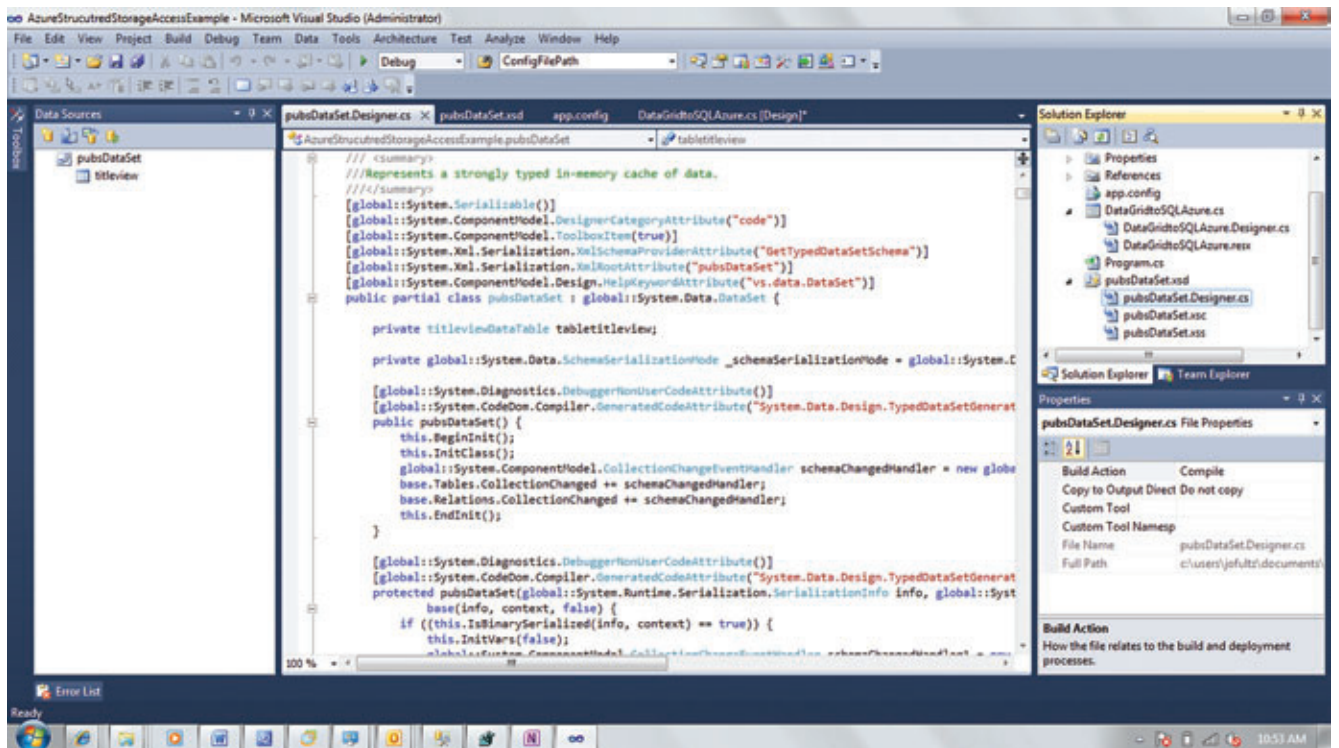 AzureStrucutredStorageAccessExample - Microsoft Visual Studio (Administrator)
File Edit View Project Build Debug Team Data Tools Architecture Test Analyze Window Help
Debug ConfigFilePath
Toolbox
Data Sources
pubsDataSet
titleview
pubsDataSet.Designer.cs pubsDataSet.xsd app.config DataGridtoSQLAzure.cs [Design]*
AzureStrucutredStorageAccessExample.pubsDataSet tabletitleview
/// <summary>
///Represents a strongly typed in-memory cache of data.
///</summary>
[global::System.Serializable()]
[global::System.ComponentModel.DesignerCategoryAttribute("code")]
[global::System.ComponentModel.ToolboxItem(true)]
[global::System.Xml.Serialization.XmlSchemaProviderAttribute("GetTypedDataSetSchema")]
[global::System.Xml.Serialization.XmlRootAttribute("pubsDataSet")]
[global::System.ComponentModel.Design.HelpKeywordAttribute("vs.data.DataSet")]
public partial class pubsDataSet : global::System.Data.DataSet {
private titleviewDataTable tabletitleview;
private global::System.Data.SchemaSerializationMode _schemaSerializationMode = global::System.D
[global::System.Diagnostics.DebuggerNonUserCodeAttribute()]
[global::System.CodeDom.Compiler.GeneratedCodeAttribute("System.Data.Design.TypedDataSetGenerat
public pubsDataSet() {
this.BeginInit();
this.InitClass();
global::System.ComponentModel.CollectionChangeEventHandler schemaChangedHandler = new globa
base.Tables.CollectionChanged += schemaChangedHandler;
base.Relations.CollectionChanged += schemaChangedHandler;
this.EndInit();
}
[global::System.Diagnostics.DebuggerNonUserCodeAttribute()]
[global::System.CodeDom.Compiler.GeneratedCodeAttribute("System.Data.Design.TypedDataSetGenerat
protected pubsDataSet(global::System.Runtime.Serialization.SerializationInfo info, global::Syst
base(info, context, false) {
if ((this.IsBinarySerialized(info, context) == true)) {
this.InitVars(false);
global::System.ComponentModel.CollectionChangeEventHandler schemaChangedHandler1 = new
100 %
Solution Explorer
Properties
References
app.config
DataGridtoSQLAzure.cs
DataGridtoSQLAzure.Designer.cs
DataGridtoSQLAzure.resx
Program.cs
pubsDataSet.xsd
pubsDataSet.Designer.cs
pubsDataSet.xsc
pubsDataSet.xss
Solution Explorer Team Explorer
Properties
pubsDataSet.Designer.cs File Properties
Build Action Compile
Copy to Output Direct Do not copy
Custom Tool
Custom Tool Namesp
File Name pubsDataSet.Designer.cs
Full Path c:\users\jofultz\documents\
Build Action
How the file relates to the build and deployment
processes.
Error List
Ready
10:53 AM